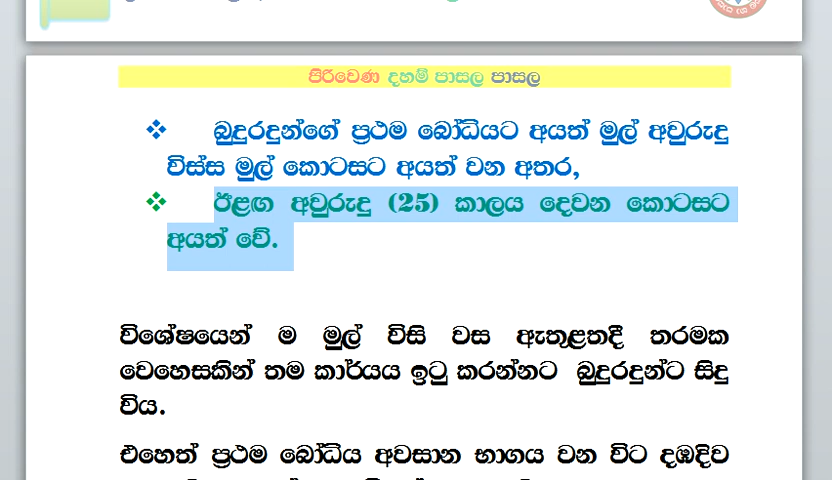 පිරිවෙණ දහම් පාසල පාසල
❖ බුදුරදුන්ගේ ප්‍රථම බෝධියට අයත් මුල් අවුරුදු
විස්ස මුල් කොටසට අයත් වන අතර,
❖ ඊළඟ අවුරුදු (25) කාලය දෙවන කොටසට
අයත් වේ.
විශේෂයෙන් ම මුල් විසි වස ඇතුළතදී තරමක
වෙහෙසකින් තම කාර්යය ඉටු කරන්නට බුදුරදුන්ට සිදු
විය.
එහෙත් ප්‍රථම බෝධිය අවසාන භාගය වන විට දඹදිව